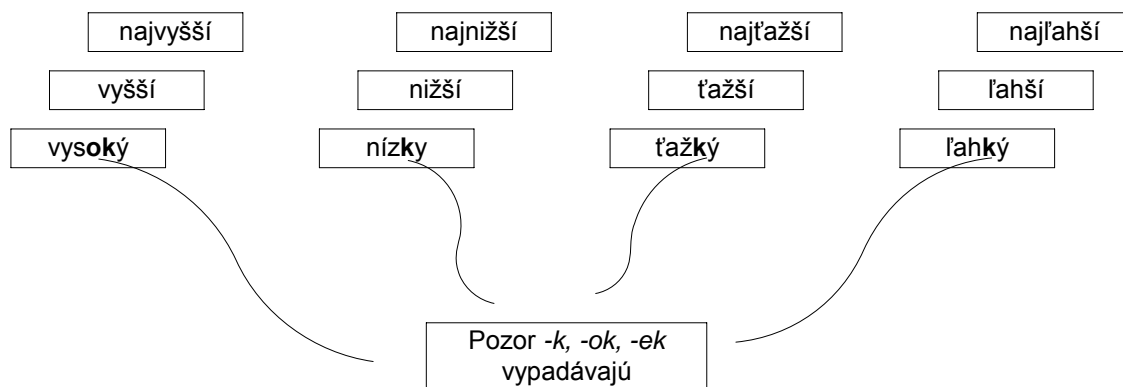 najvyšší najnižší najťažší najľahší
vyšší nižší ťažší ľahší
vysoký nízky ťažký ľahký
Pozor -k, -ok, -ek
vypadávajú